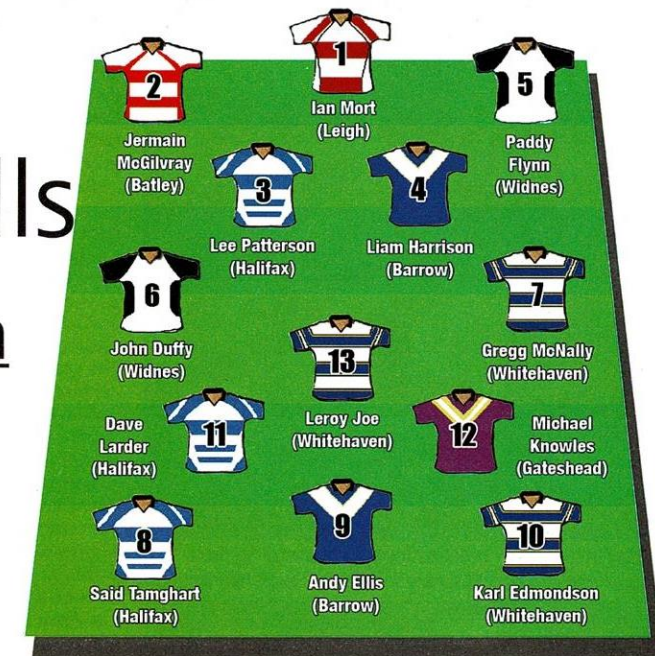 2
1
5
Jermain
McGilvray
(Batley)
Ian Mort
(Leigh)
Paddy
Flynn
(Widnes)
lls
3
4
Lee Patterson
(Halifax)
Liam Harrison
(Barrow)
6
7
John Duffy
(Widnes)
13
Gregg McNally
(Whitehaven)
Dave
Larder
(Halifax)
11
Leroy Joe
(Whitehaven)
12
Michael
Knowles
(Gateshead)
8
9
10
Said Tamghart
(Halifax)
Andy Ellis
(Barrow)
Karl Edmondson
(Whitehaven)